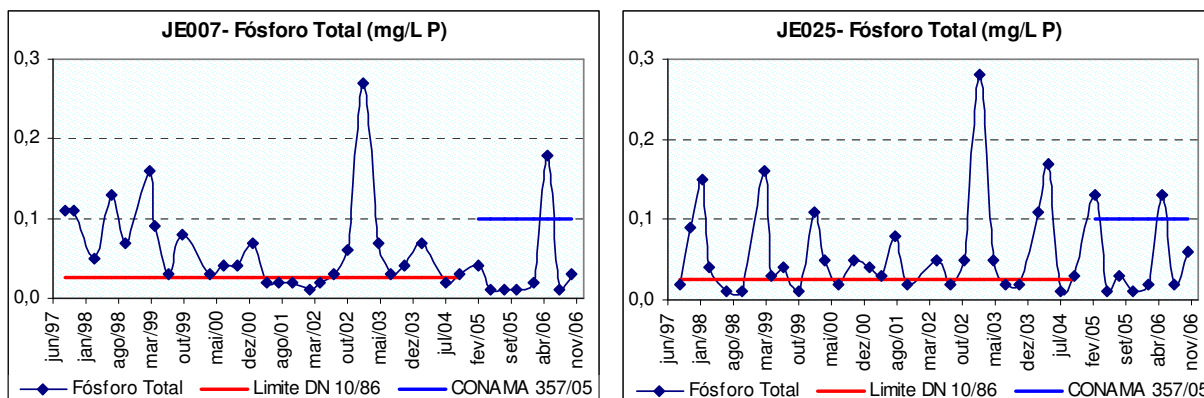 JE007- Fósforo Total (mg/L P)
0,3
0,2
0,1
0,0
jun/97
jan/98
ago/98
mar/99
out/99
mai/00
dez/00
ago/01
mar/02
out/02
mai/03
dez/03
jul/04
fev/05
set/05
abr/06
nov/06
Fósforo Total
Limite DN 10/86
CONAMA 357/05
JE025- Fósforo Total (mg/L P)
0,3
0,2
0,1
0,0
jun/97
jan/98
ago/98
mar/99
out/99
mai/00
dez/00
ago/01
mar/02
out/02
mai/03
dez/03
jul/04
fev/05
set/05
abr/06
nov/06
Fósforo Total
Limite DN 10/86
CONAMA 357/05